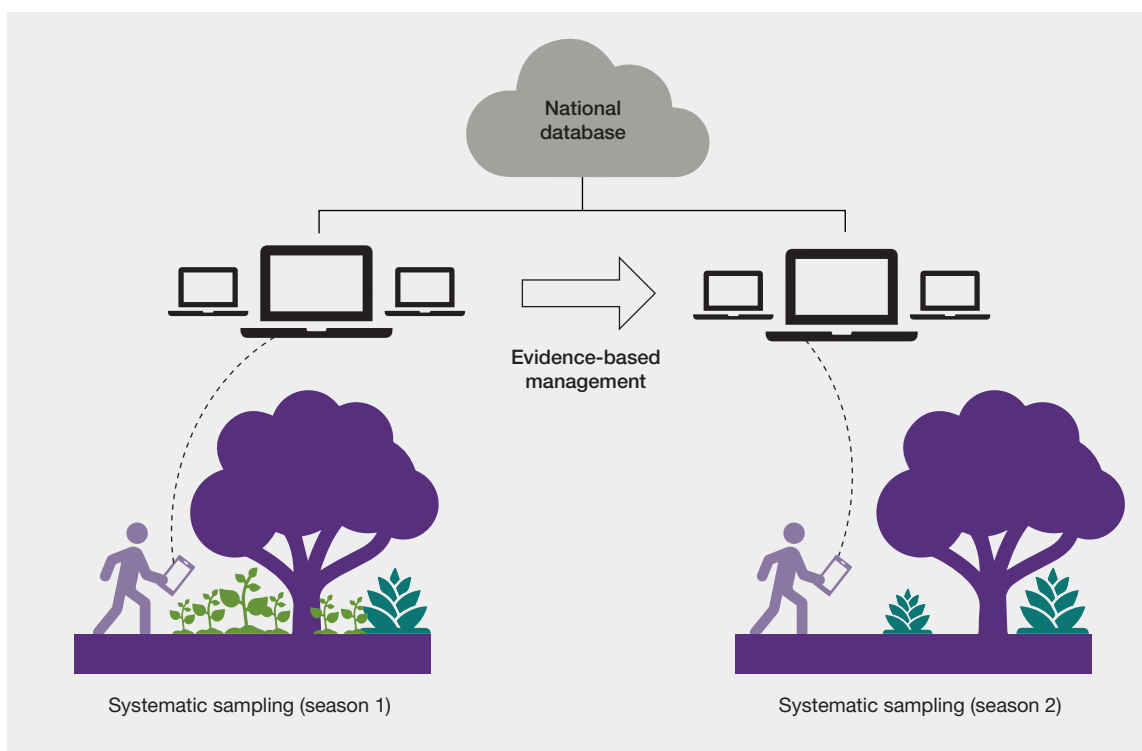 National
database
Evidence-based
management
Systematic sampling (season 1)
Systematic sampling (season 2)